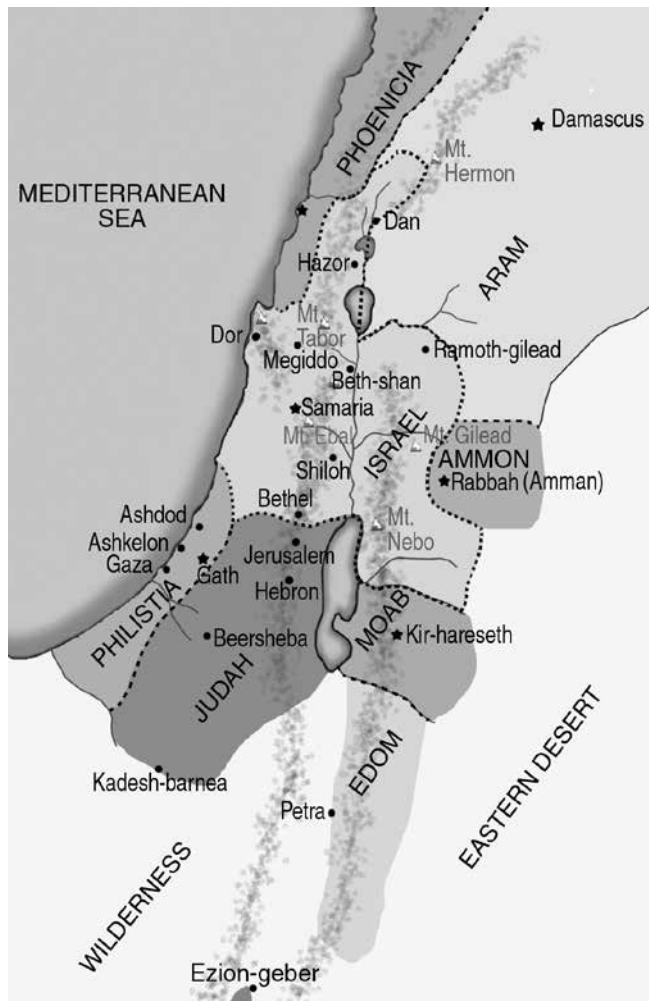 PHOENICIA
Damascus
Mt.
Hermon
MEDITERRANEAN
SEA
Dan
Hazor
ARAM
Mt.
Tabor
Dor
Megiddo
Ramoth-gilead
Beth-shan
Samaria
ISRAEL
Mt. Ebal
Mt. Gilead
Shiloh
AMMON
Rabbah (Amman)
Bethel
Ashdod
Mt.
Nebo
Ashkelon
Jerusalem
Gaza
Gath
Hebron
PHILISTIA
MOAB
Beersheba
Kir-hareseth
JUDAH
EDOM
EASTERN DESERT
Kadesh-barnea
Petra
WILDERNESS
Ezion-geber